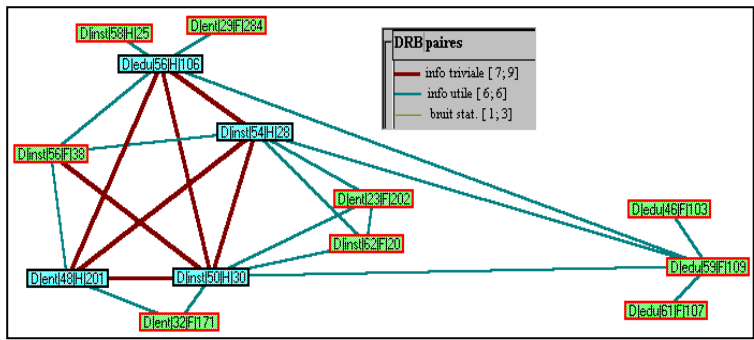 D|inst|58|H|25
D|ent|29|F|284
D|edu|56|H|106
DRB paires
info triviale [ 7; 9]
info utile [ 6; 6]
bruit stat. [ 1; 3]
D|inst|54|H|28
D|inst|56|F|38
D|ent|23|F|202
D|edu|46|F|103
D|inst|62|F|20
D|edu|59|F|109
D|ent|48|H|201
D|inst|50|H|30
D|edu|61|F|107
D|ent|32|F|171